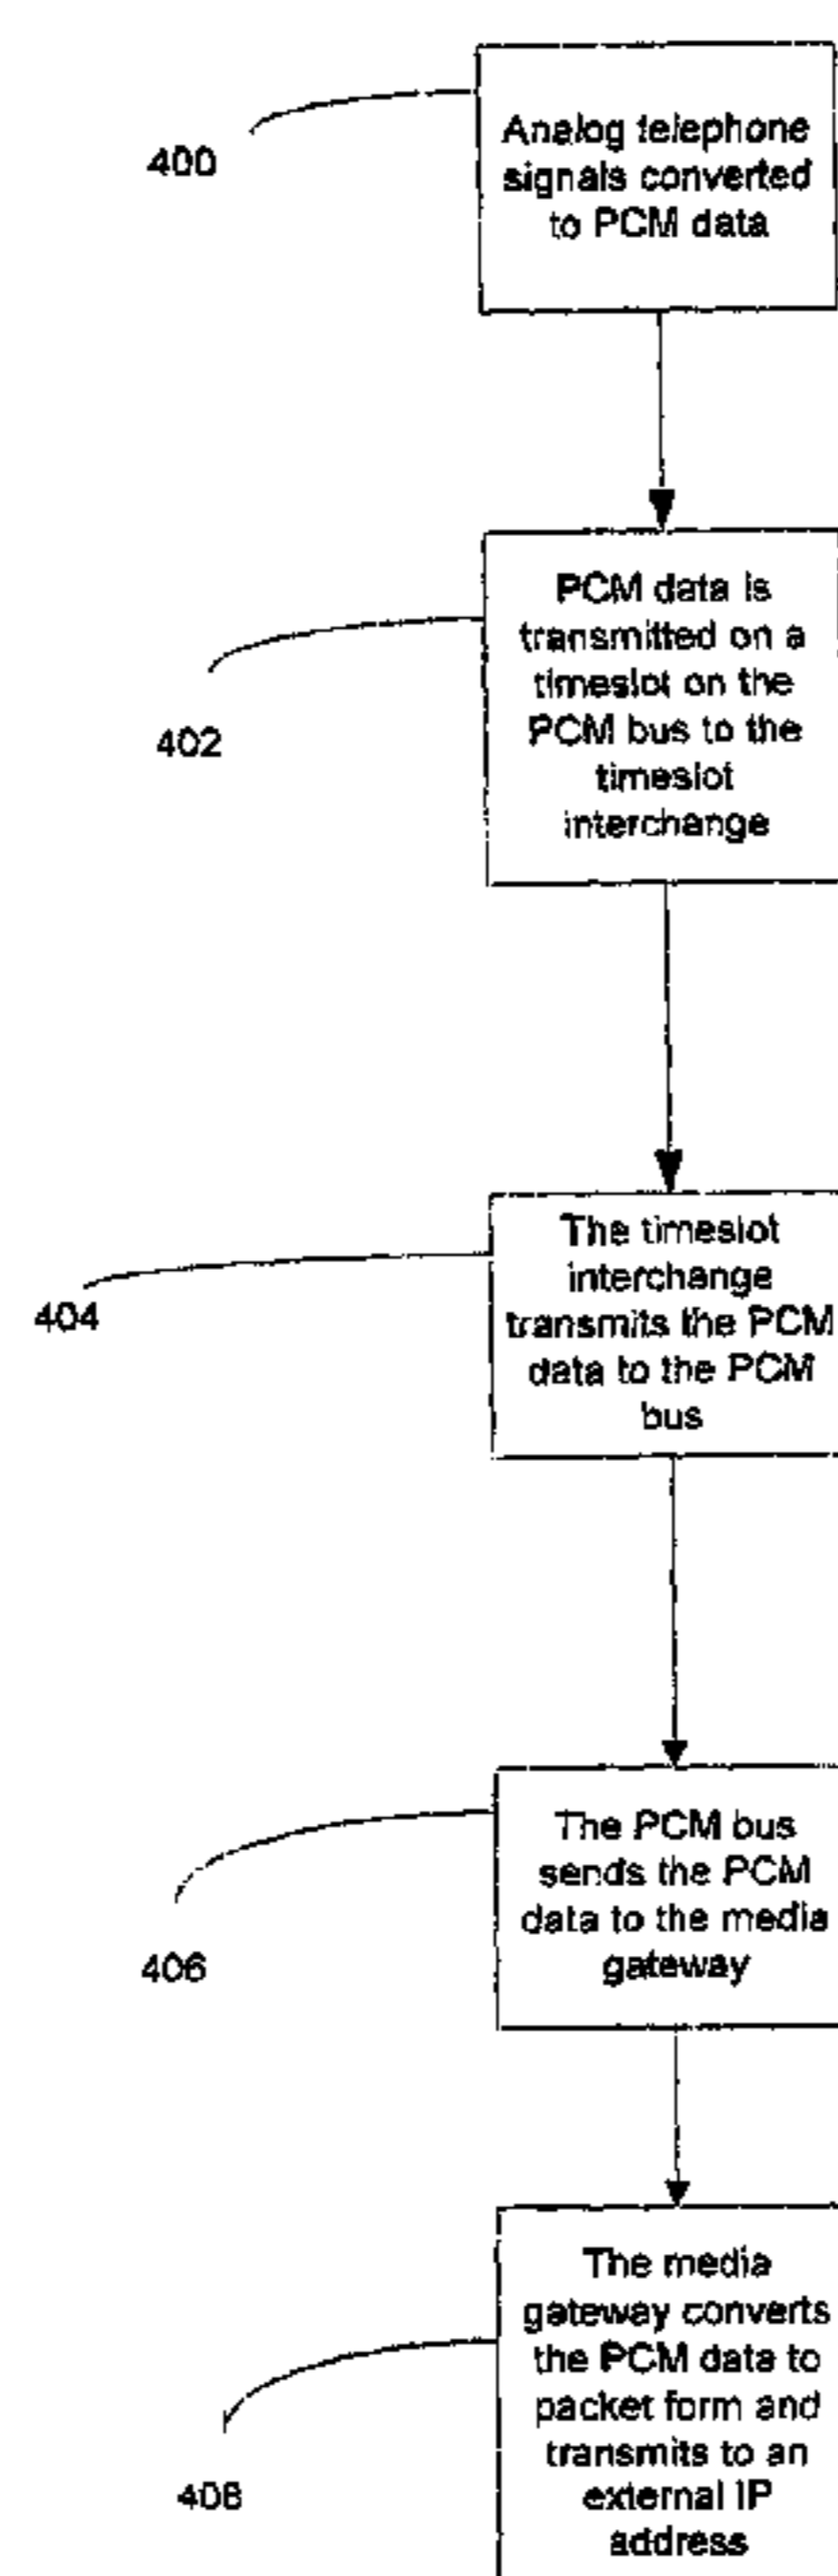 400
Analog telephone
signals converted
to PCM data
402
PCM data is
transmitted on a
timeslot on the
PCM bus to the
timeslot
interchange
404
The timeslot
interchange
transmits the PCM
data to the PCM
bus
406
The PCM bus
sends the PCM
data to the media
gateway
408
The media
gateway converts
the PCM data to
packet form and
transmits to an
external IP
address